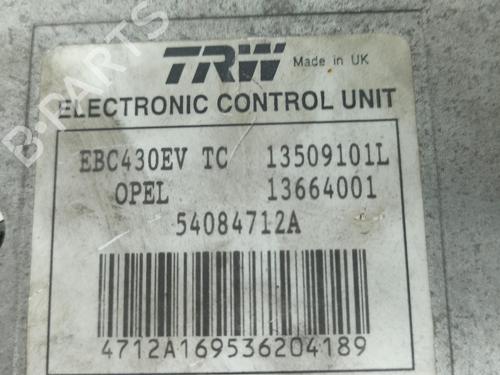 TRW Made in UK
ELECTRONIC CONTROL UNIT
EBC430EV TC 13509101L
OPEL 13664001
54084712A
4712A169536204189
B-PARTS